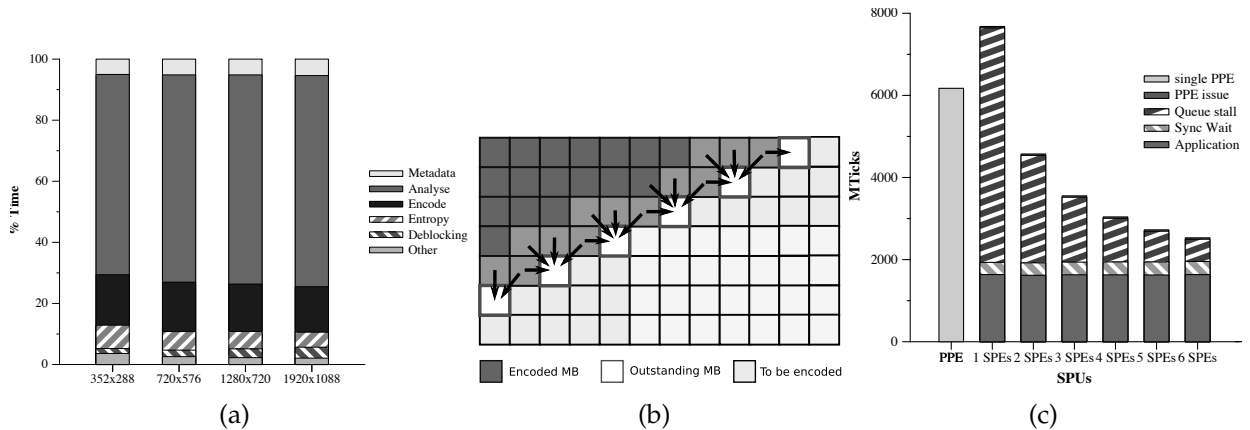 100
80
60
40
20
0
% Time
352x288 720x576 1280x720 1920x1088
Metadata
Analyse
Encode
Entropy
Deblocking
Other
(a)
Encoded MB Outstanding MB To be encoded
(b)
8000
6000
4000
2000
0
MTicks
single PPE
PPE issue
Queue stall
Sync Wait
Application
PPE 1 SPEs 2 SPEs 3 SPEs 4 SPEs 5 SPEs 6 SPEs
SPUs
(c)